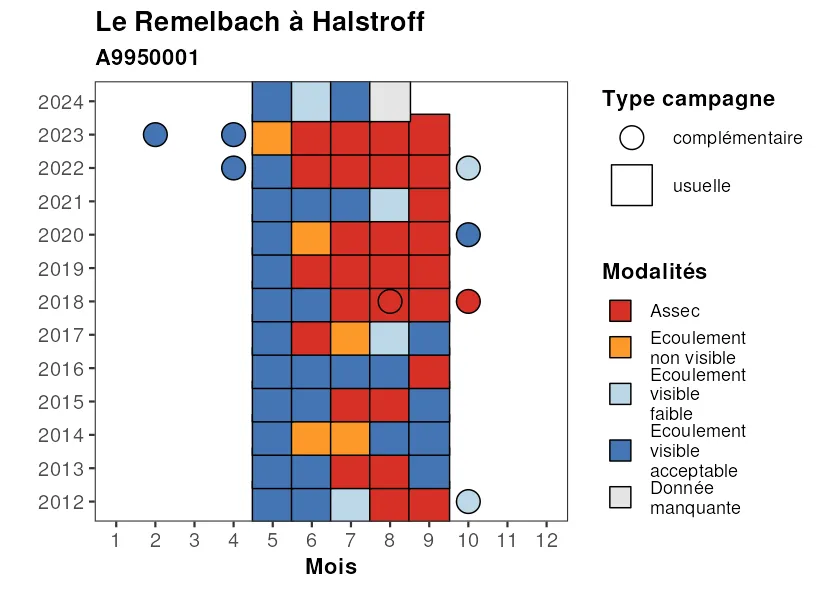 Le Remelbach à Halstroff
A9950001
2024
2023
2022
2021
2020
2019
2018
2017
2016
2015
2014
2013
2012
1 2 3 4 5 6 7 8 9 10 11 12
Mois
Type campagne
complémentaire
usuelle
Modalités
Assec
Ecoulement
non visible
Ecoulement
visible
faible
Ecoulement
visible
acceptable
Donnée
manquante